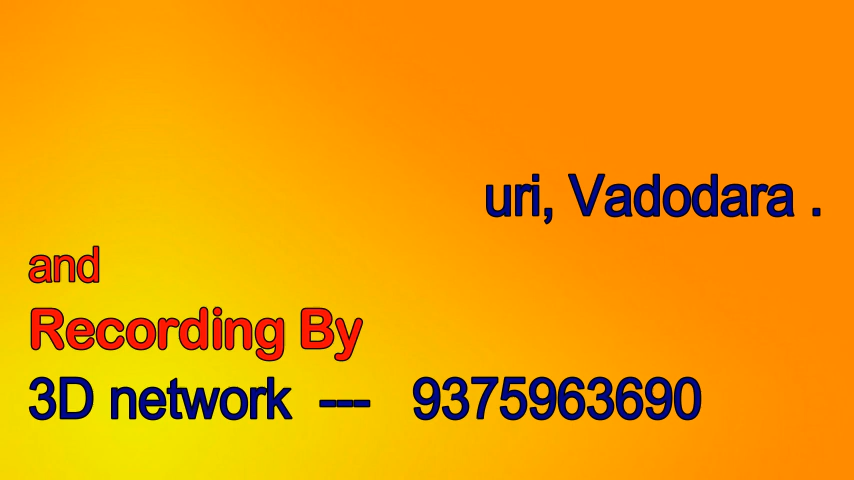 uri, Vadodara .
and
Recording By
3D network --- 9375963690